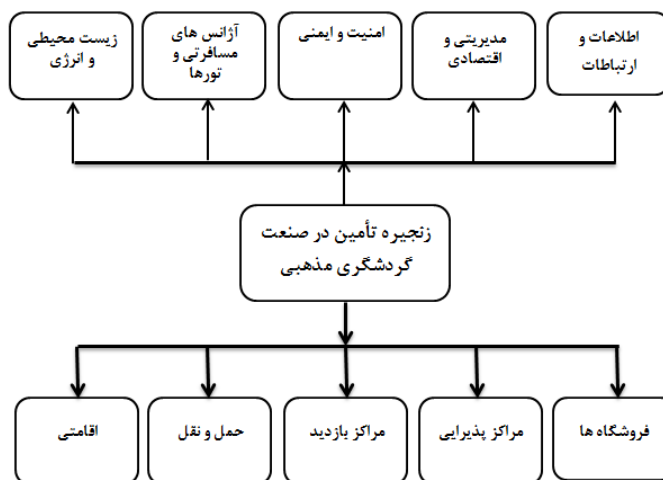 اطلاعات و
ارتباطات
مدیریتی و
اقتصادی
امنیت و ایمنی
آژانس های
مسافرتی و
تورها
زیست محیطی
و انرژی
زنجیره تأمین در صنعت
گردشگری مذهبی
فروشگاه ها
مراکز پذیرایی
مراکز بازدید
حمل و نقل
اقامتی